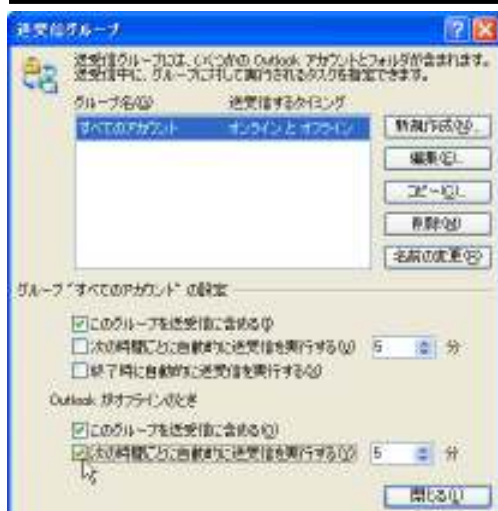 送受信グループ
送受信グループには、いくつかの Outlook アカウントとフォルダが含まれます。
送受信中に、グループに対して実行されるタスクを指定できます。
グループ名(G) 送受信するタイミング
すべてのアカウント オンライン と オフライン
新規作成(N)...
編集(E)...
コピー(C)...
削除(M)
名前の変更(R)
グループ "すべてのアカウント" の設定
このグループを送受信に含める(I)
次の時間ごとに自動的に送受信を実行する(V) 5 分
終了時に自動的に送受信を実行する(X)
Outlook がオフラインのとき
このグループを送受信に含める(U)
次の時間ごとに自動的に送受信を実行する(Y) 5 分
閉じる(L)